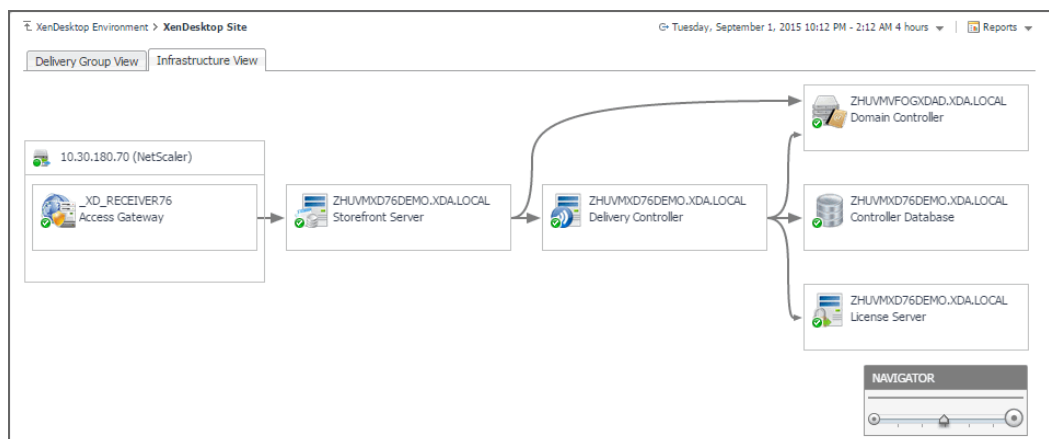 XenDesktop Environment > XenDesktop Site
Tuesday, September 1, 2015 10:12 PM - 2:12 AM 4 hours
Reports
Delivery Group View
Infrastructure View
10.30.180.70 (NetScaler)
_XD_RECEIVER76
Access Gateway
ZHUVMXD76DEMO.XDA.LOCAL
Storefront Server
ZHUVMXD76DEMO.XDA.LOCAL
Delivery Controller
ZHUVMVFOGXDAD.XDA.LOCAL
Domain Controller
ZHUVMXD76DEMO.XDA.LOCAL
Controller Database
ZHUVMXD76DEMO.XDA.LOCAL
License Server
NAVIGATOR